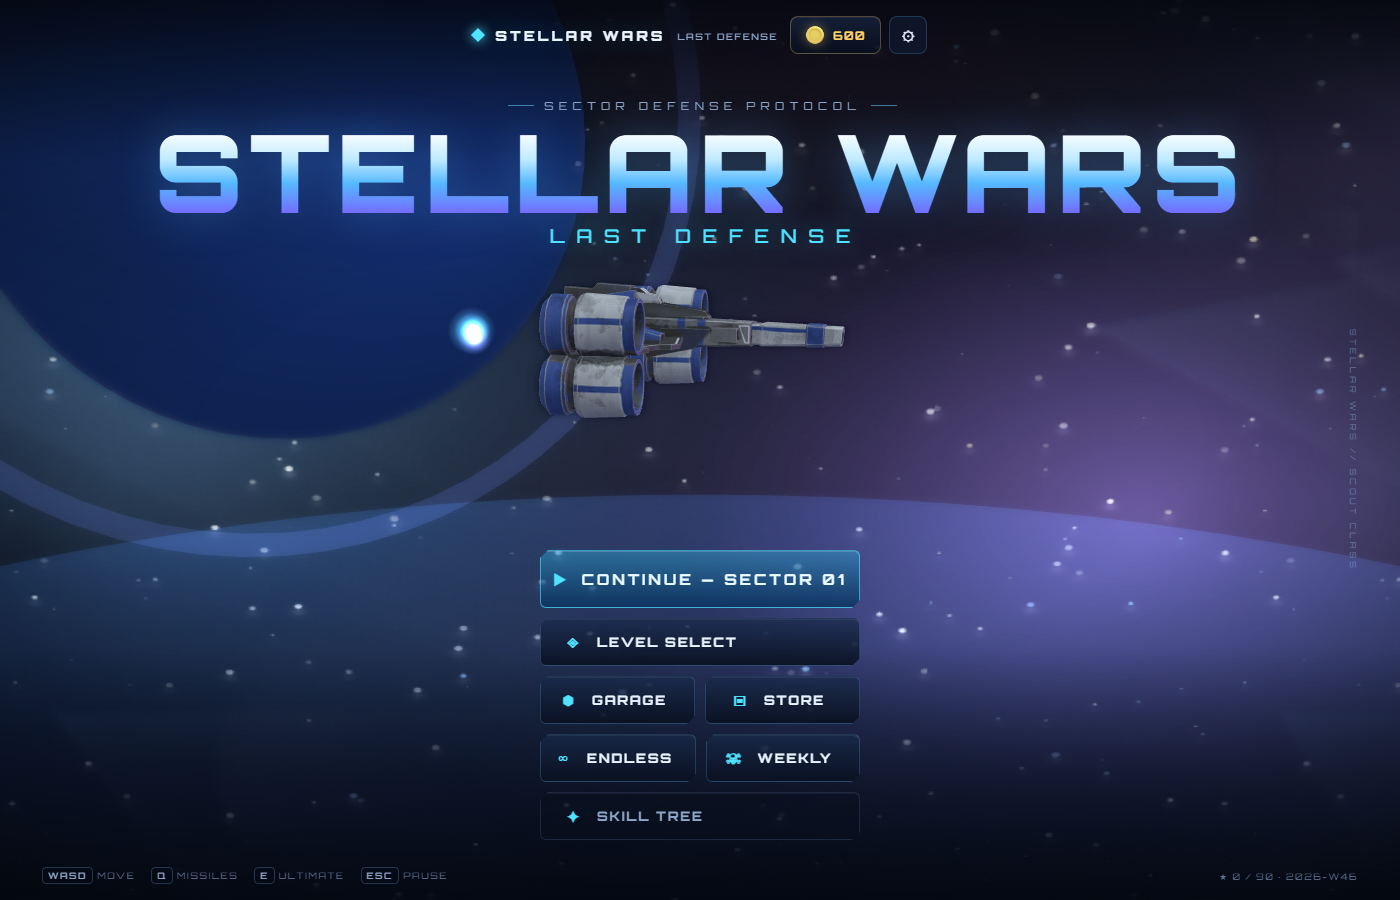 STELLAR WARS LAST DEFENSE 600
SECTOR DEFENSE PROTOCOL
STELLAR WARS
LAST DEFENSE
STELLAR WARS // SCOUT CLASS
CONTINUE – SECTOR 01
LEVEL SELECT
GARAGE STORE
ENDLESS WEEKLY
SKILL TREE
WASD MOVE Q MISSILES E ULTIMATE ESC PAUSE
★ 0 / 90 · 2026-W46